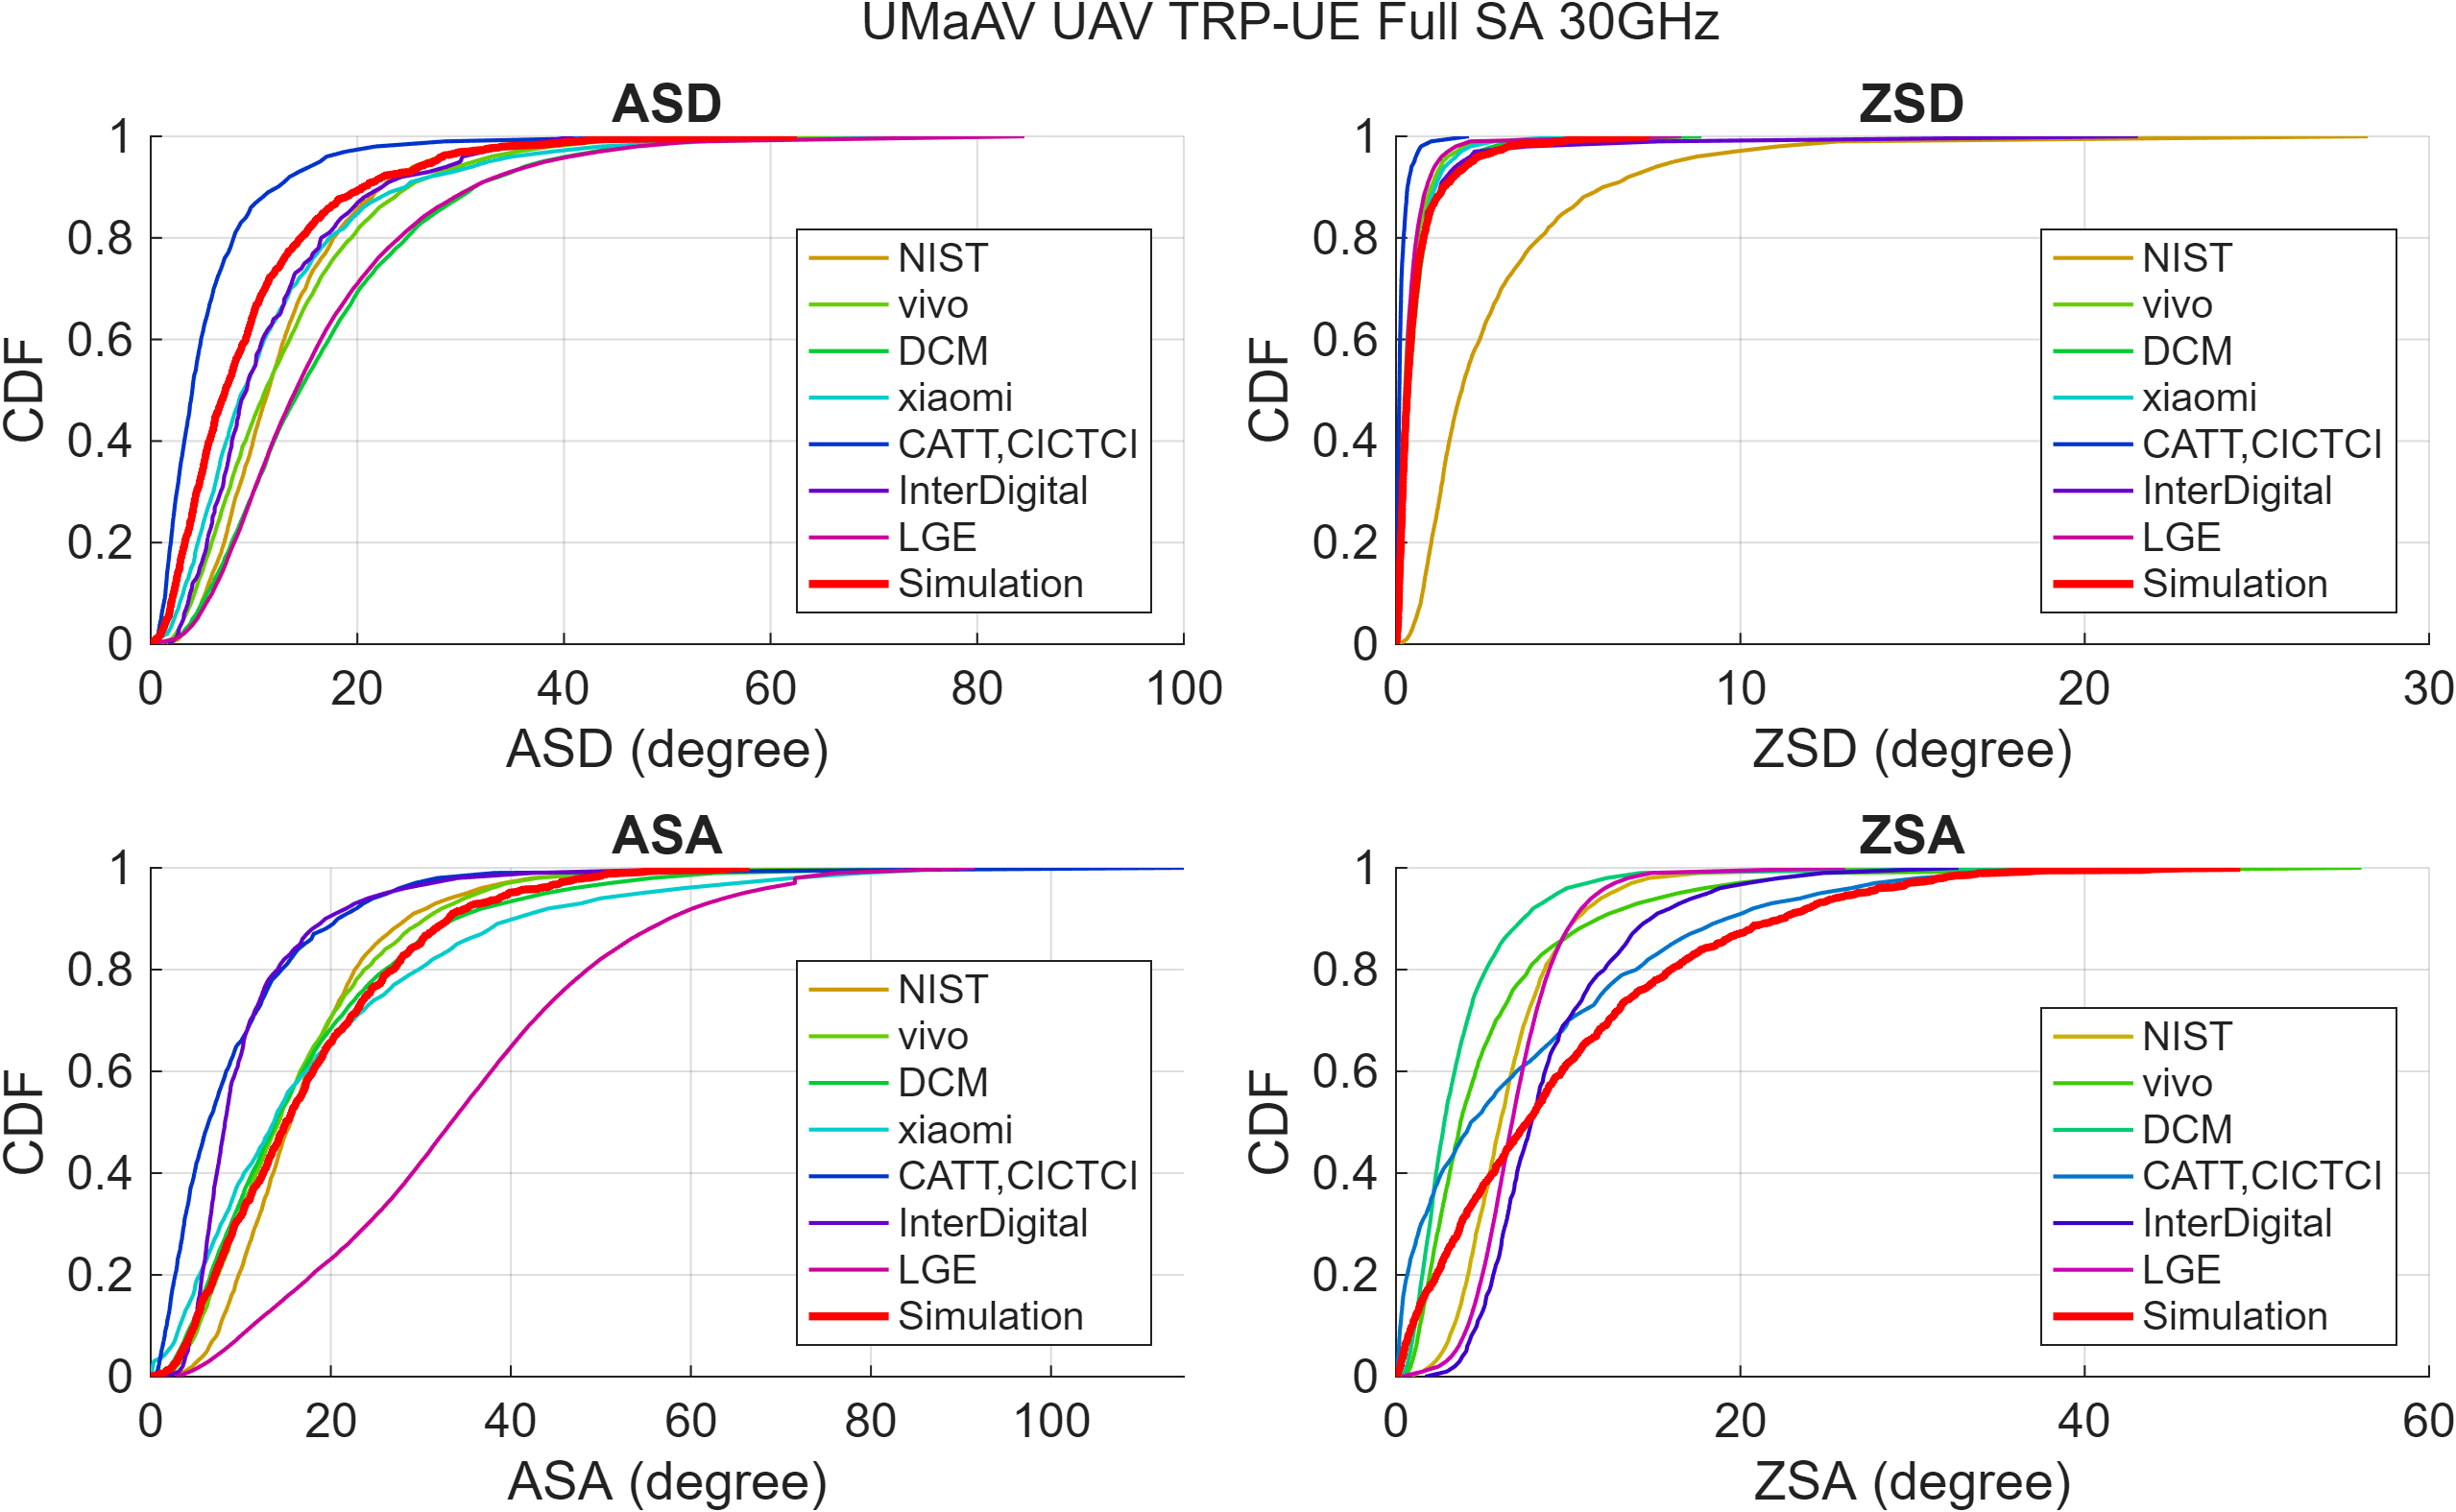 UMaAV UAV TRP-UE Full SA 30GHz
ASD
CDF
1
0.8
0.6
0.4
0.2
0
0 20 40 60 80 100
ASD (degree)
NIST
vivo
DCM
xiaomi
CATT,CICTCI
InterDigital
LGE
Simulation
ZSD
CDF
1
0.8
0.6
0.4
0.2
0
0 10 20 30
ZSD (degree)
NIST
vivo
DCM
xiaomi
CATT,CICTCI
InterDigital
LGE
Simulation
ASA
CDF
1
0.8
0.6
0.4
0.2
0
0 20 40 60 80 100
ASA (degree)
NIST
vivo
DCM
xiaomi
CATT,CICTCI
InterDigital
LGE
Simulation
ZSA
CDF
1
0.8
0.6
0.4
0.2
0
0 20 40 60
ZSA (degree)
NIST
vivo
DCM
CATT,CICTCI
InterDigital
LGE
Simulation